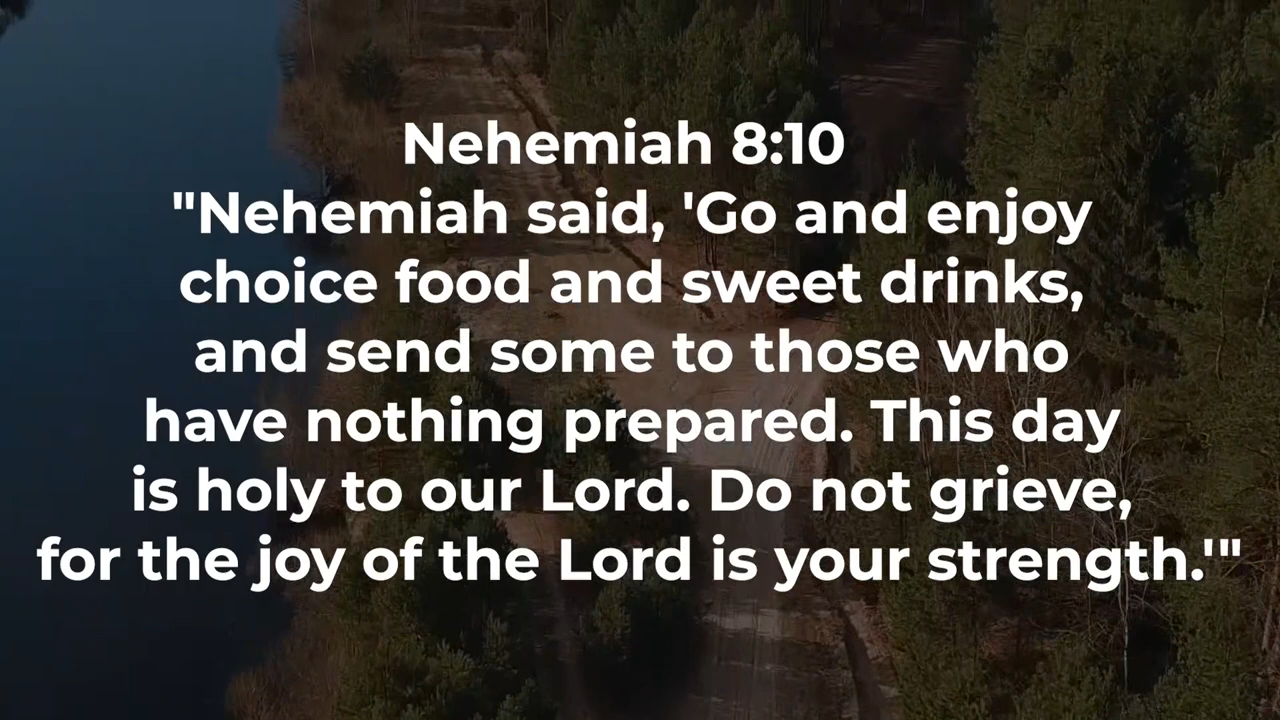 Nehemiah 8:10
"Nehemiah said, 'Go and enjoy
choice food and sweet drinks,
and send some to those who
have nothing prepared. This day
is holy to our Lord. Do not grieve,
for the joy of the Lord is your strength.'"